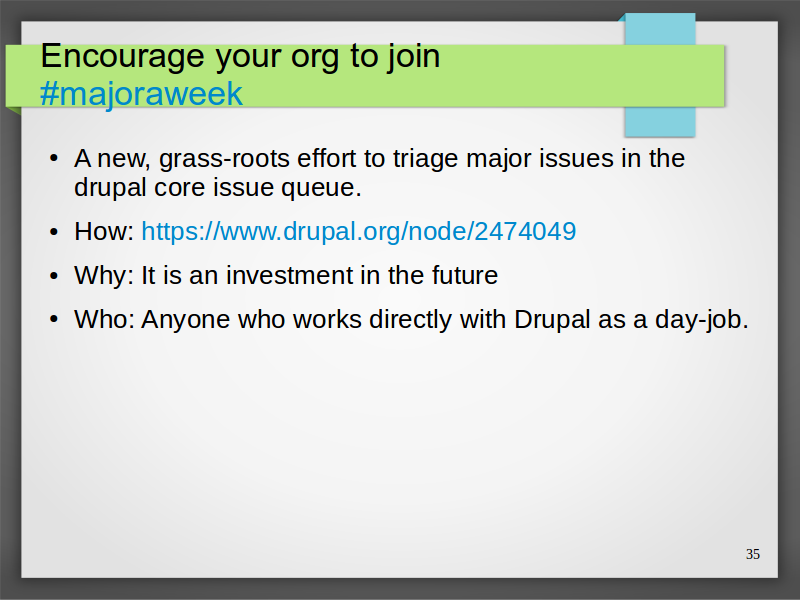 Encourage your org to join
#majoraweek
• A new, grass-roots effort to triage major issues in the
drupal core issue queue.
• How: https://www.drupal.org/node/2474049
• Why: It is an investment in the future
• Who: Anyone who works directly with Drupal as a day-job.
35